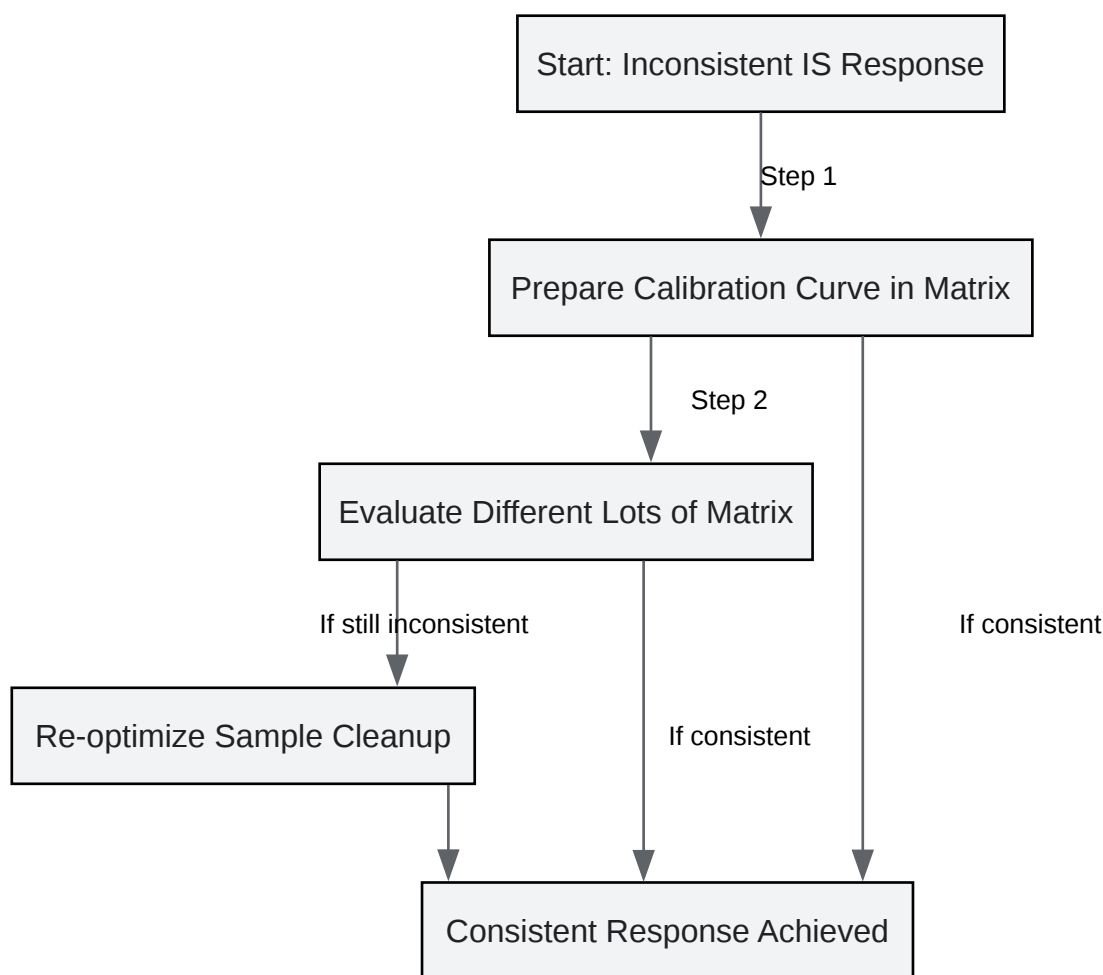 Start: Inconsistent IS Response
Step 1
Prepare Calibration Curve in Matrix
Step 2
Evaluate Different Lots of Matrix
If still inconsistent
If consistent
Re-optimize Sample Cleanup
If consistent
Consistent Response Achieved